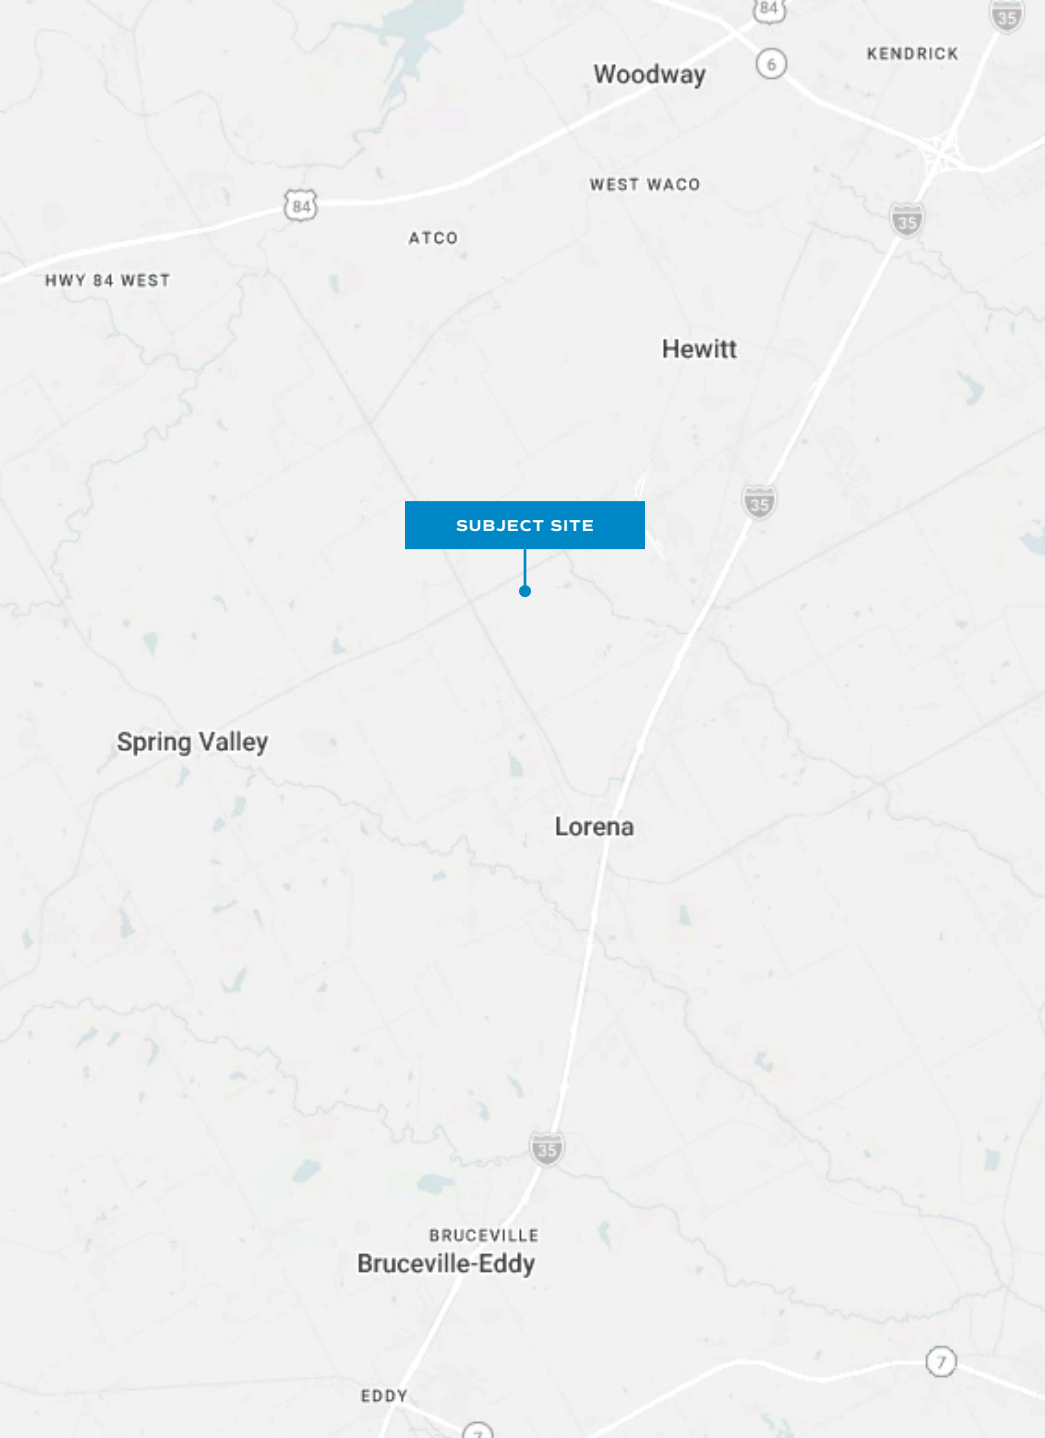 84
35
6
KENDRICK
Woodway
WEST WACO
84
35
ATCO
HWY 84 WEST
Hewitt
35
SUBJECT SITE
Spring Valley
Lorena
35
BRUCEVILLE
Bruceville-Eddy
7
EDDY
7